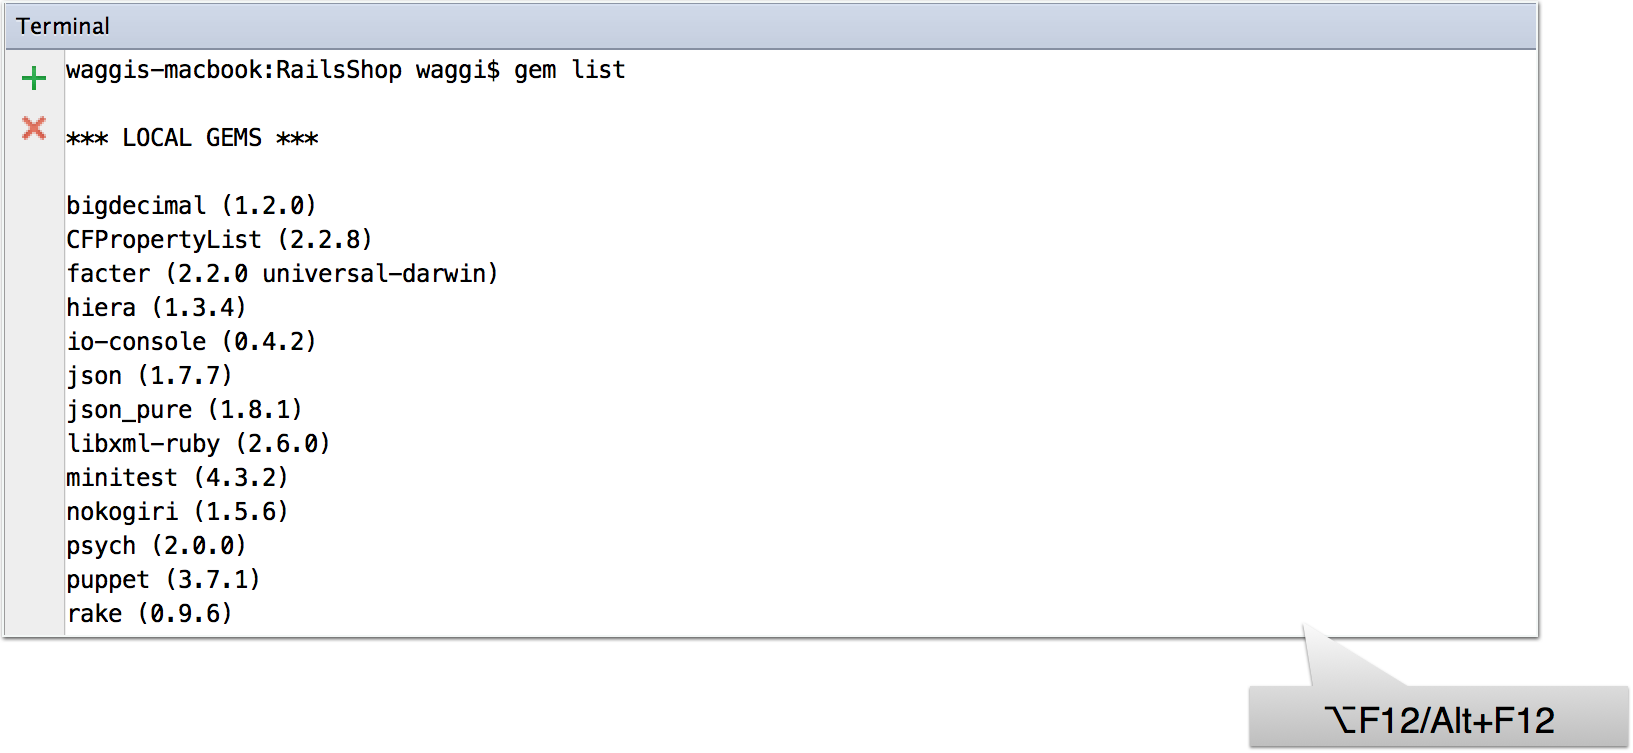 Terminal
waggis-macbook:RailsShop waggi$ gem list
*** LOCAL GEMS ***
bigdecimal (1.2.0)
CFPropertyList (2.2.8)
facter (2.2.0 universal-darwin)
hiera (1.3.4)
io-console (0.4.2)
json (1.7.7)
json_pure (1.8.1)
libxml-ruby (2.6.0)
minitest (4.3.2)
nokogiri (1.5.6)
psych (2.0.0)
puppet (3.7.1)
rake (0.9.6)
⌥F12/Alt+F12